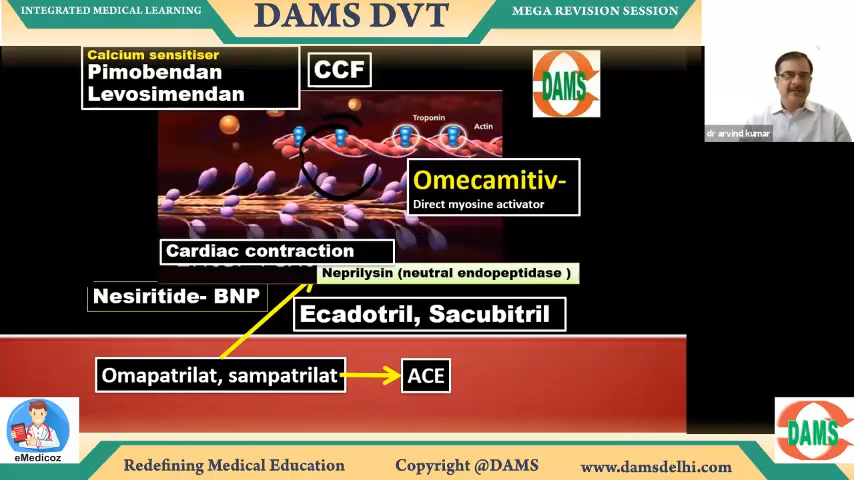 INTEGRATED MEDICAL LEARNING
DAMS DVT
MEGA REVISION SESSION
Calcium sensitiser
Pimobendan
Levosimendan
CCF
DAMS
dr arvind kumar
Troponin
Actin
Omecamitiv-
Direct myosine activator
Cardiac contraction
Neprilysin (neutral endopeptidase )
Nesiritide- BNP
Ecadotril, Sacubitril
Omapatrilat, sampatrilat
ACE
eMedicoz
DAMS
Redefining Medical Education
Copyright @DAMS
www.damsdelhi.com